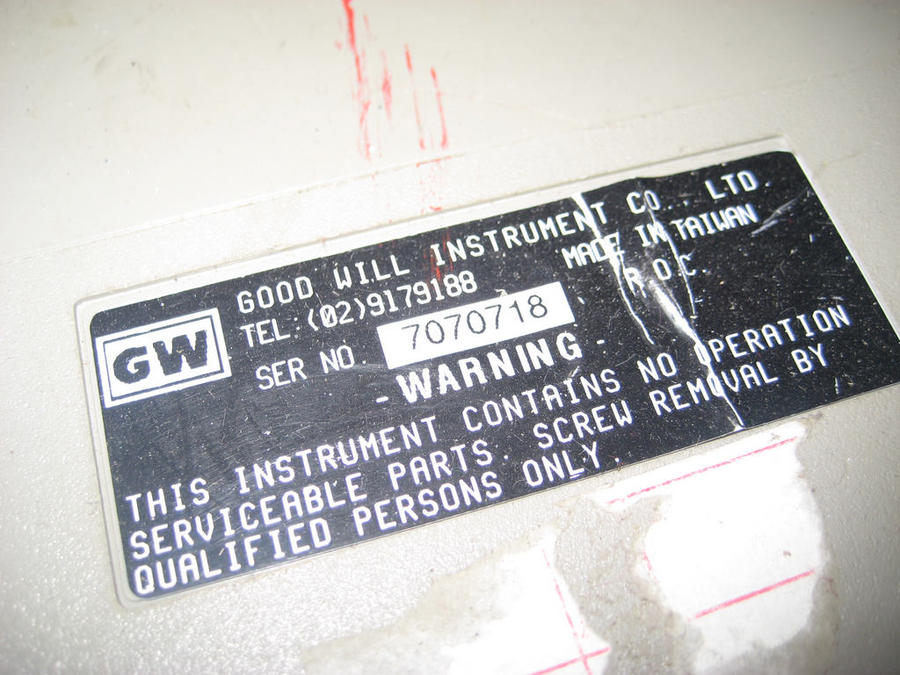 GOOD WILL INSTRUMENT CO., LTD.
TEL:(02)9179188 MADE IN TAIWAN
R.O.C.
SER NO. 7070718
GW
-WARNING-
THIS INSTRUMENT CONTAINS NO OPERATION
SERVICEABLE PARTS. SCREW REMOVAL BY
QUALIFIED PERSONS ONLY.